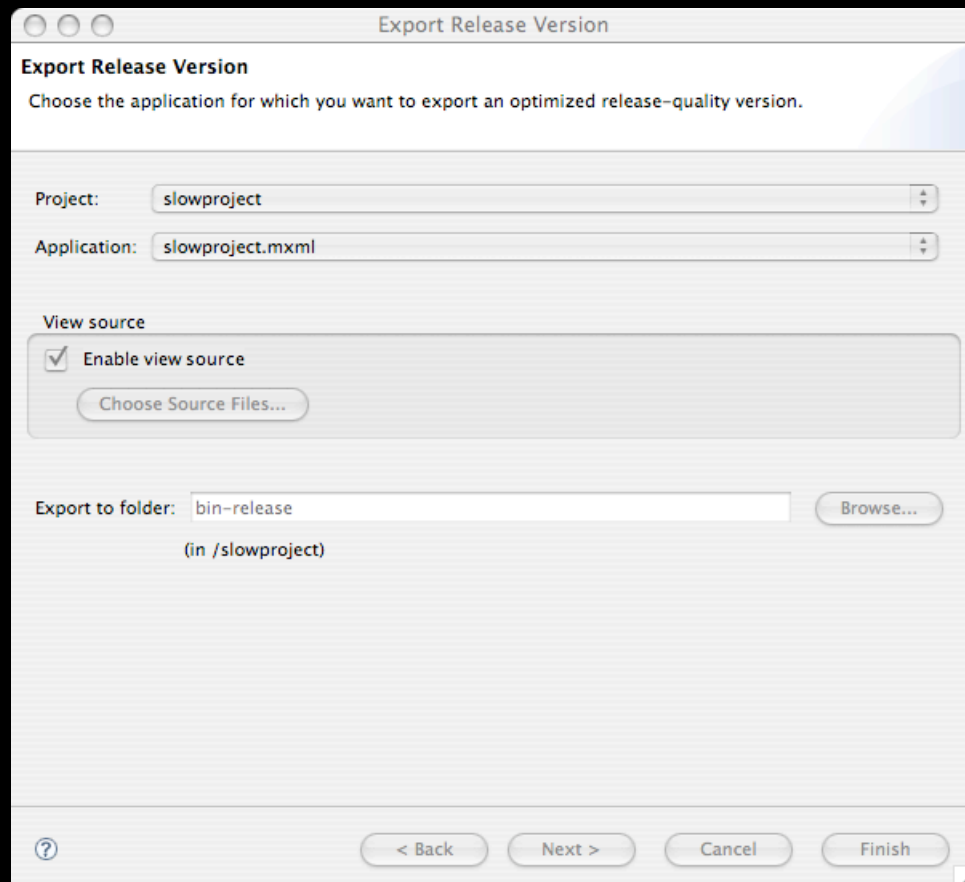 Export Release Version
Export Release Version
Choose the application for which you want to export an optimized release-quality version.
Project: slowproject
Application: slowproject.mxml
View source
Enable view source
Choose Source Files...
Export to folder: bin-release Browse...
(in /slowproject)
? < Back Next > Cancel Finish